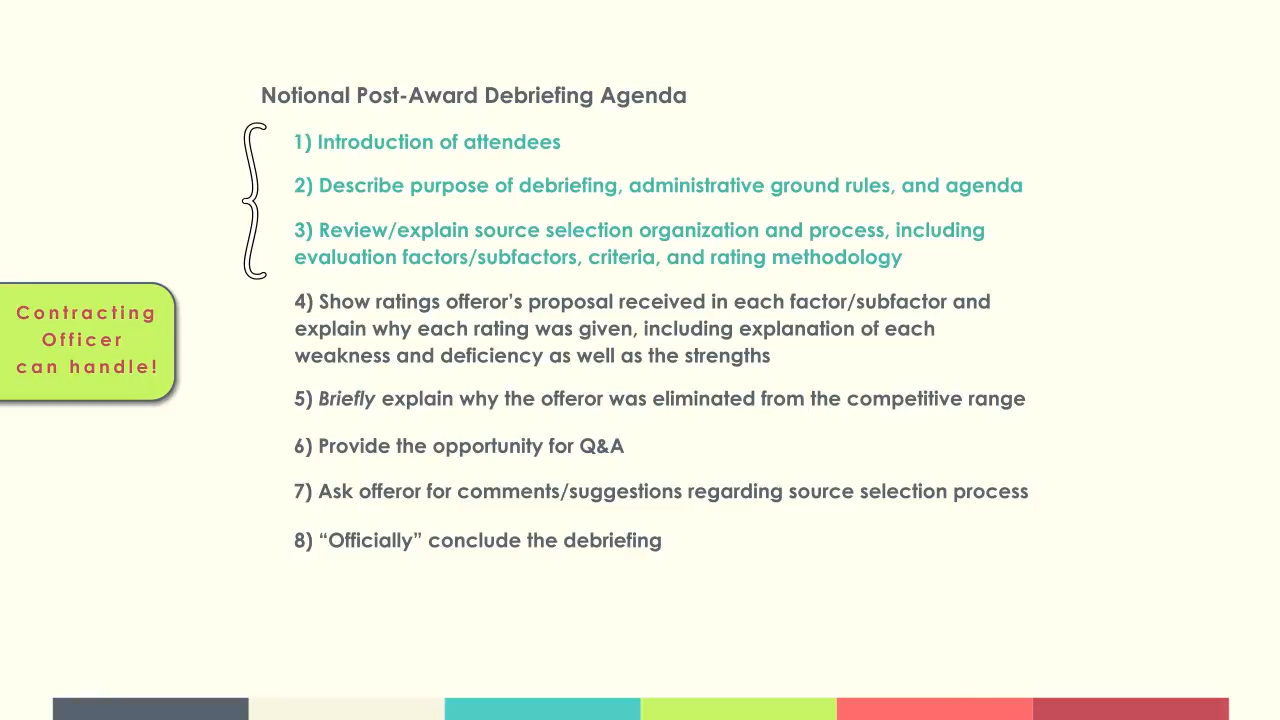 Notional Post-Award Debriefing Agenda
1) Introduction of attendees
2) Describe purpose of debriefing, administrative ground rules, and agenda
3) Review/explain source selection organization and process, including
evaluation factors/subfactors, criteria, and rating methodology
4) Show ratings offeror’s proposal received in each factor/subfactor and
explain why each rating was given, including explanation of each
weakness and deficiency as well as the strengths
5) Briefly explain why the offeror was eliminated from the competitive range
6) Provide the opportunity for Q&A
7) Ask offeror for comments/suggestions regarding source selection process
8) “Officially” conclude the debriefing
Contracting
Officer
can handle!